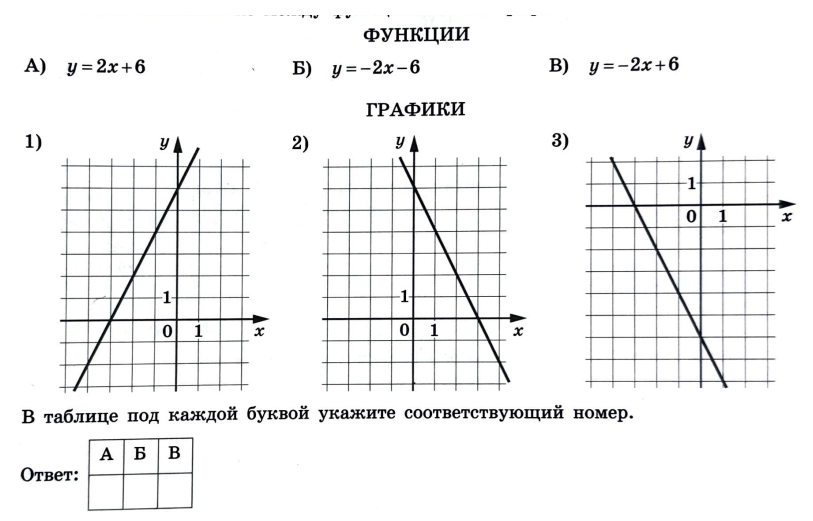 ФУНКЦИИ
А) y=2x+6 Б) y=−2x−6 В) y=−2x+6
ГРАФИКИ
1) 2) 3)
y y y
1
0 1 x
1 1
0 1 x 0 1 x
В таблице под каждой буквой укажите соответствующий номер.
А Б В
Ответ: